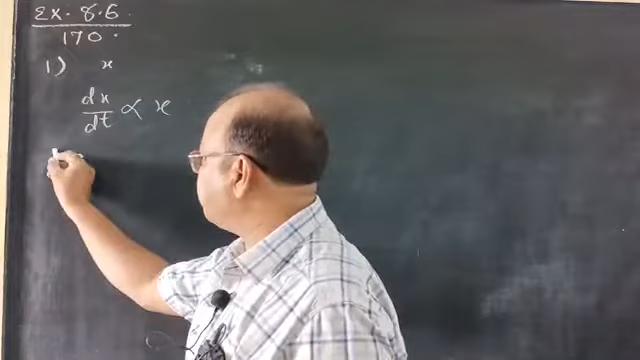 Ex. 8.6
170.
1) x
dx/dt ∝ x